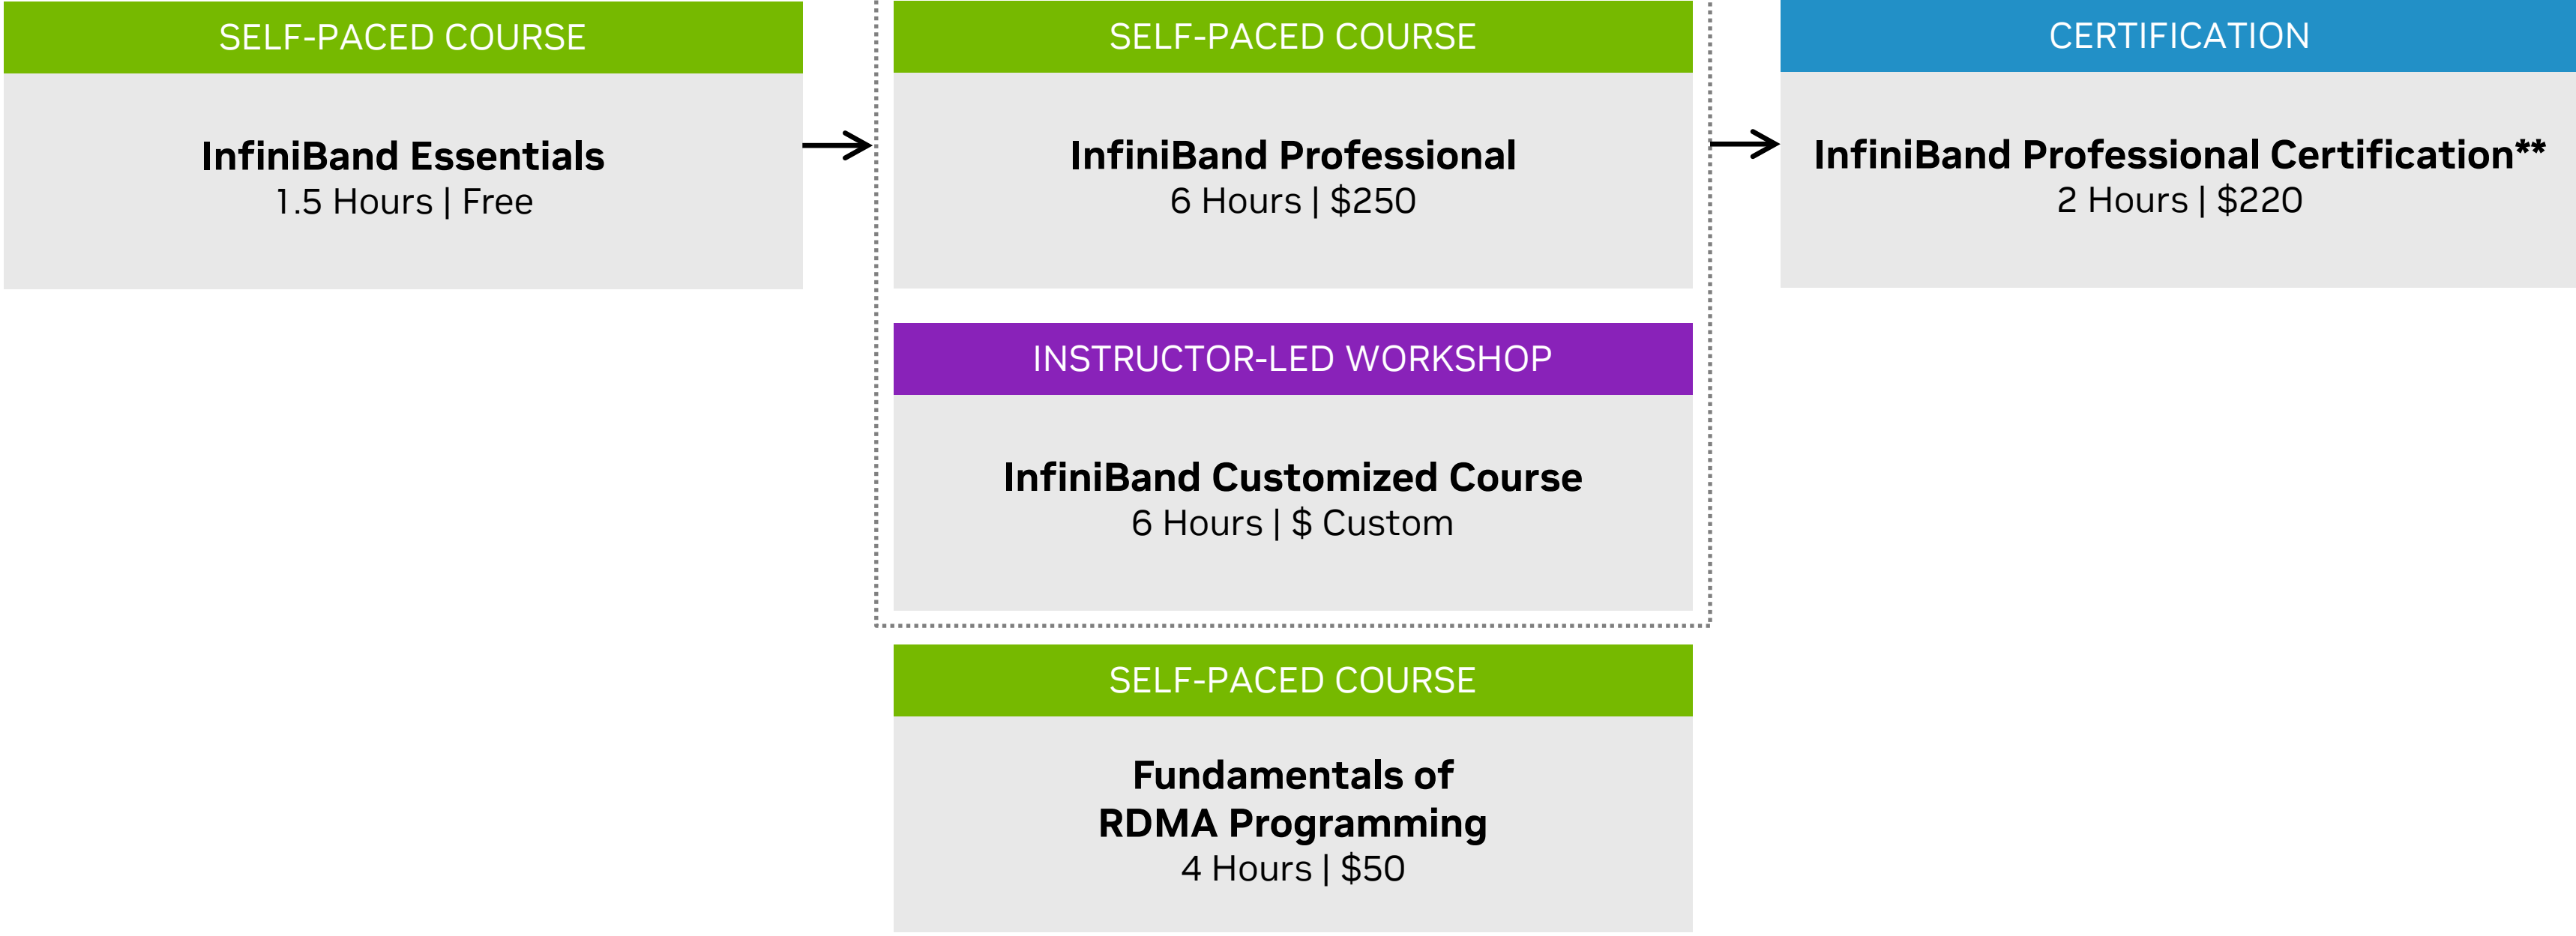 SELF-PACED COURSE
InfiniBand Essentials
1.5 Hours | Free
SELF-PACED COURSE
InfiniBand Professional
6 Hours | $250
INSTRUCTOR-LED WORKSHOP
InfiniBand Customized Course
6 Hours | $ Custom
SELF-PACED COURSE
Fundamentals of
RDMA Programming
4 Hours | $50
CERTIFICATION
InfiniBand Professional Certification**
2 Hours | $220